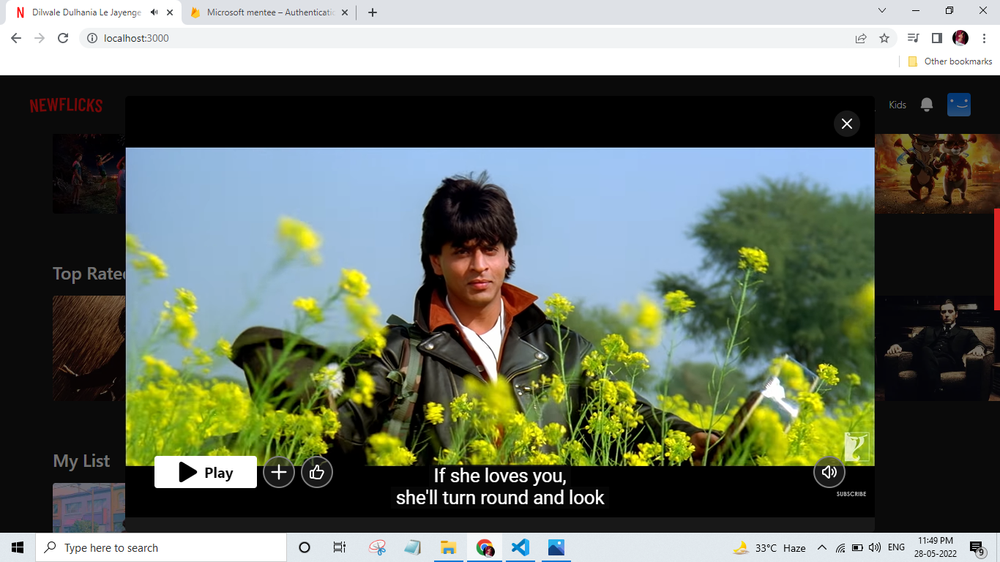 Dilwale Dulhania Le Jayenge
Microsoft mentee – Authenticatio
localhost:3000
Other bookmarks
NEWFLICKS
Kids
Top Rated
My List
Play
If she loves you,
she'll turn round and look
SUBSCRIBE
Type here to search
33°C Haze
ENG
11:49 PM
28-05-2022
9